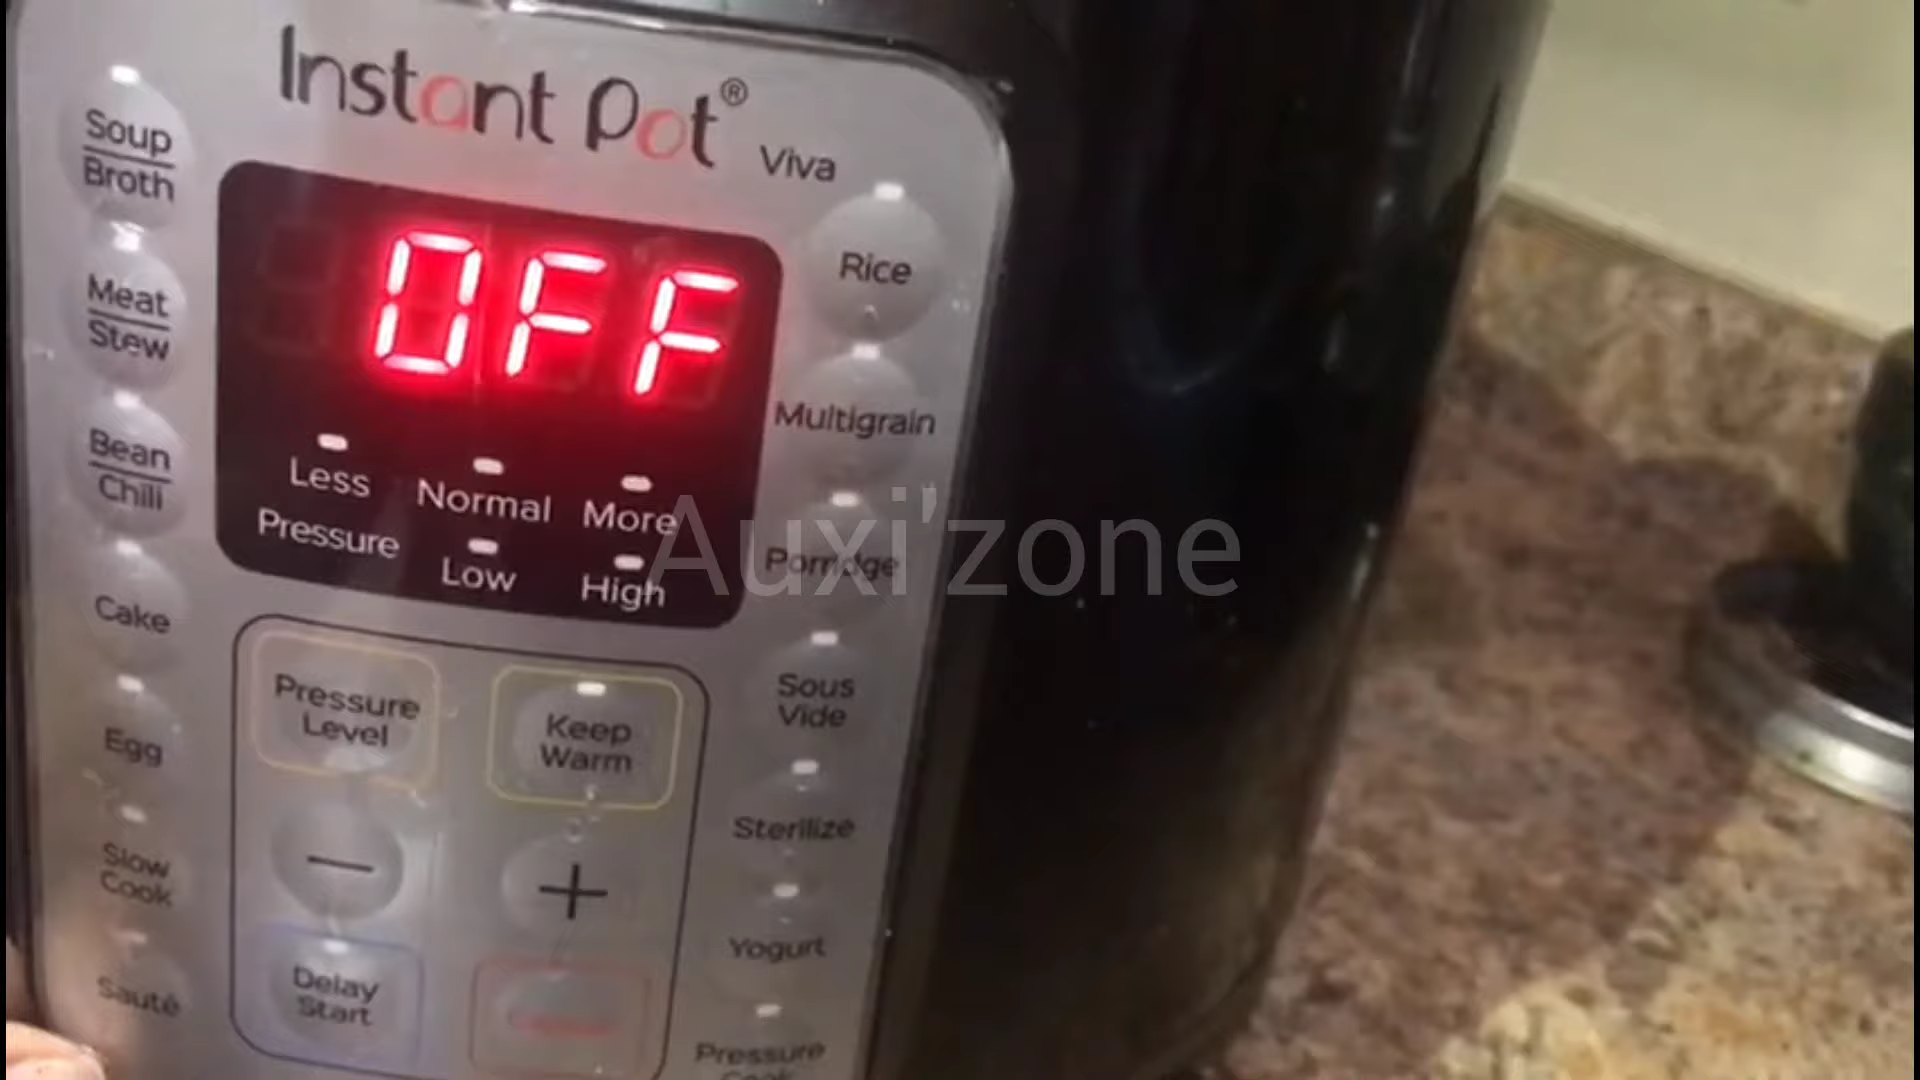 Instant Pot® Viva
OFF
Less Normal More
Pressure Low High
Soup
Broth
Meat
Stew
Bean
Chili
Cake
Egg
Slow
Cook
Sauté
Pressure
Level
Keep
Warm
−
+
Delay
Start
Rice
Multigrain
Porridge
Sous
Vide
Sterilize
Yogurt
Pressure
Cook
Auxi'zone